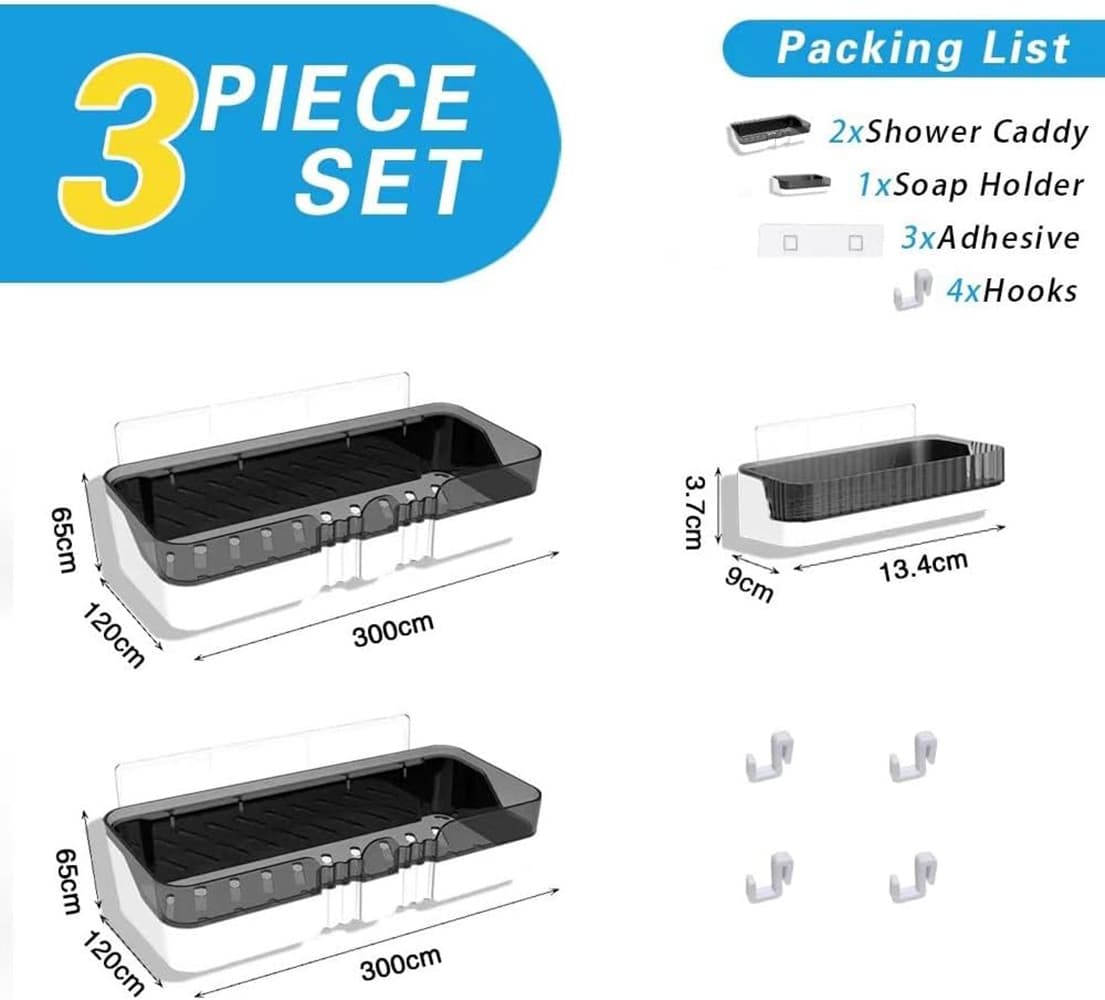 3 PIECE
SET
Packing List
2xShower Caddy
1xSoap Holder
3xAdhesive
4xHooks
65cm
120cm
300cm
3.7cm
9cm
13.4cm
65cm
120cm
300cm